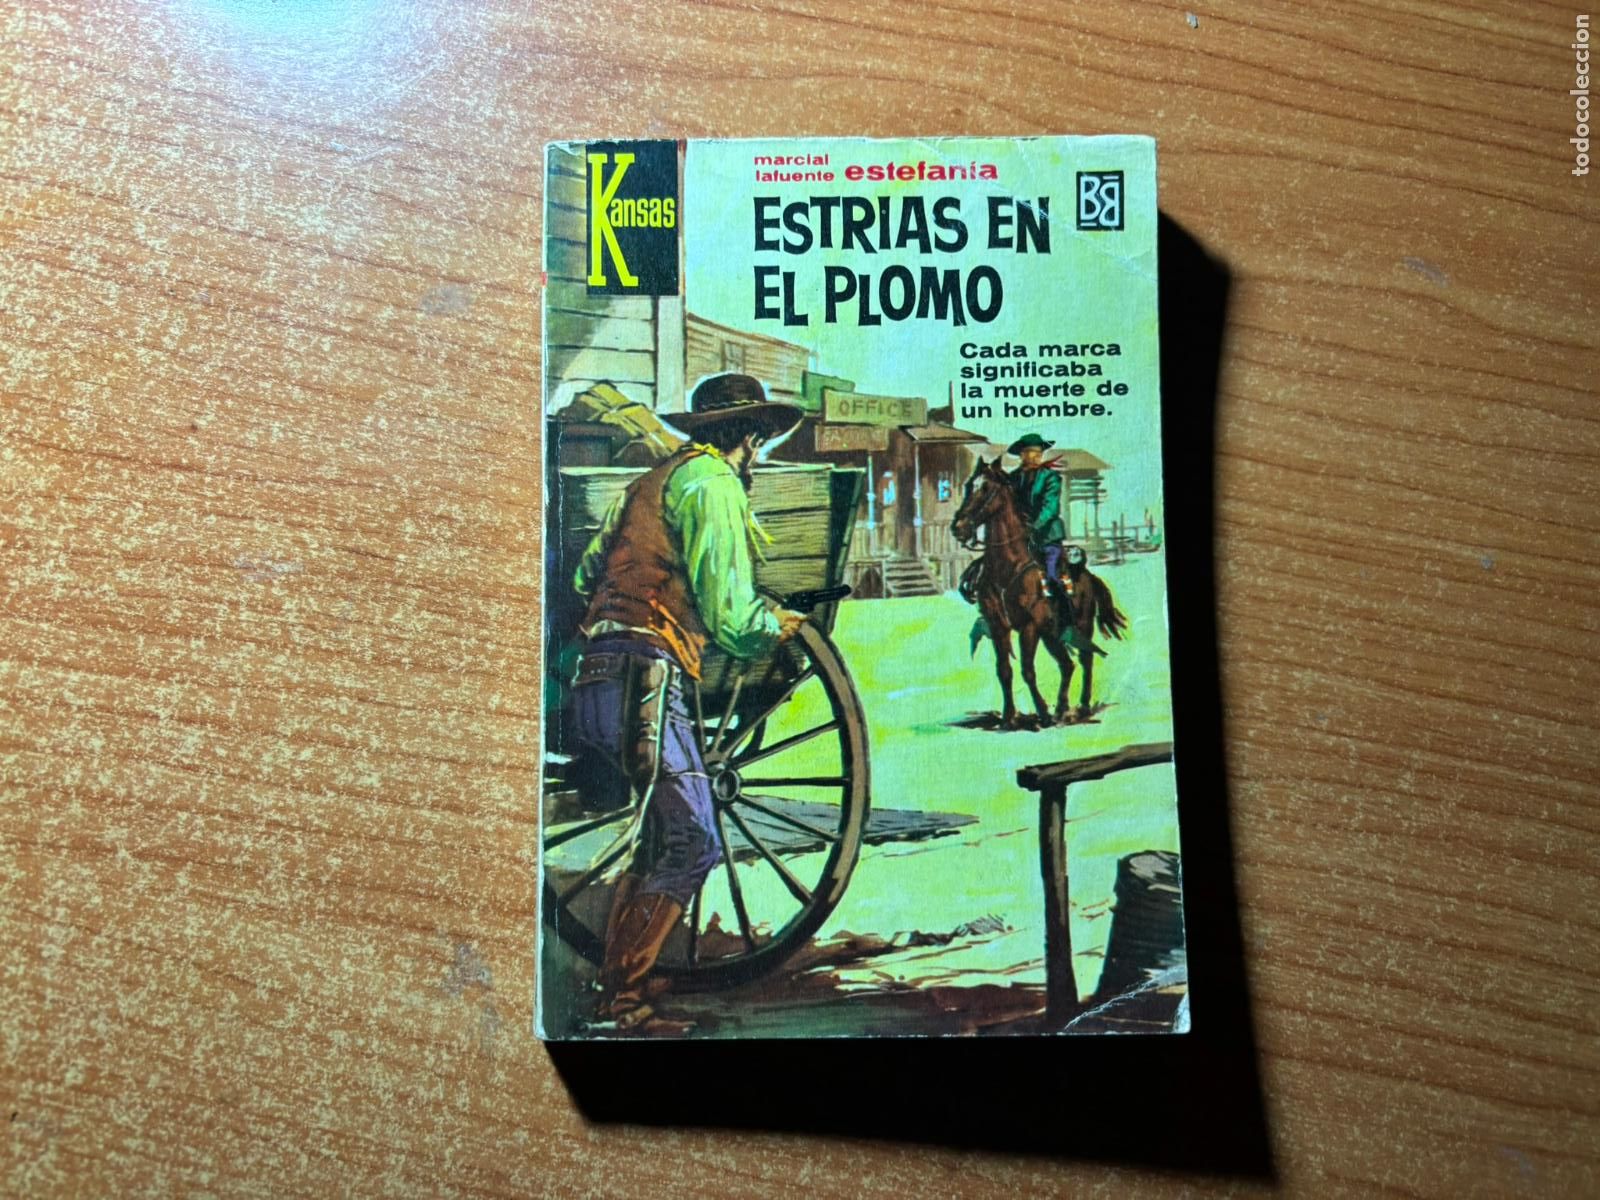 Kansas
marcial
lafuente estefanía
BB
ESTRIAS EN
EL PLOMO
Cada marca
significaba
la muerte de
un hombre.
OFFICE
todocoleccion